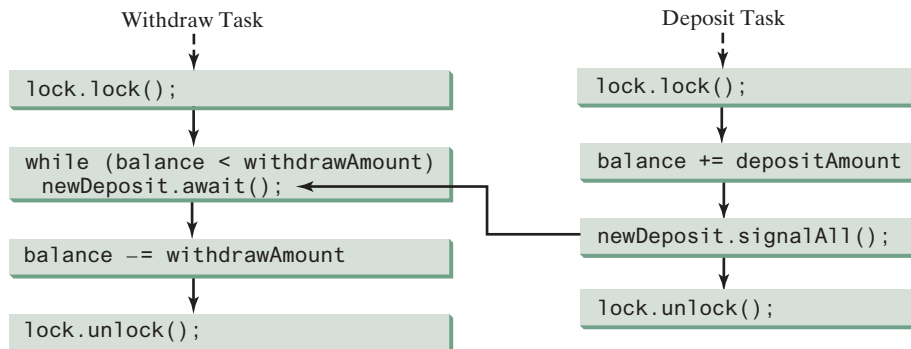 Withdraw Task
lock.lock();
while (balance < withdrawAmount)
newDeposit.await();
balance −= withdrawAmount
lock.unlock();
Deposit Task
lock.lock();
balance += depositAmount
newDeposit.signalAll();
lock.unlock();